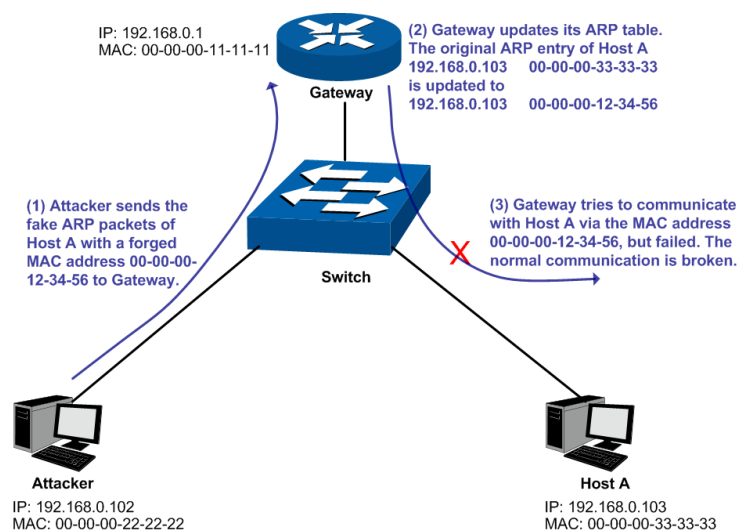 IP: 192.168.0.1
MAC: 00-00-00-11-11-11
Gateway
(2) Gateway updates its ARP table.
The original ARP entry of Host A
192.168.0.103 00-00-00-33-33-33
is updated to
192.168.0.103 00-00-00-12-34-56
(1) Attacker sends the
fake ARP packets of
Host A with a forged
MAC address 00-00-00-
12-34-56 to Gateway.
Switch
X
(3) Gateway tries to communicate
with Host A via the MAC address
00-00-00-12-34-56, but failed. The
normal communication is broken.
Attacker
IP: 192.168.0.102
MAC: 00-00-00-22-22-22
Host A
IP: 192.168.0.103
MAC: 00-00-00-33-33-33